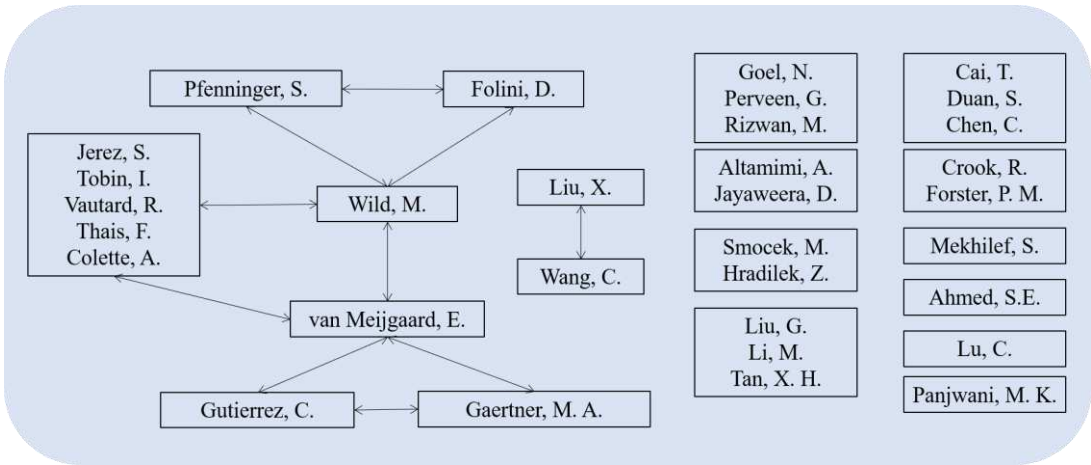 Pfenninger, S.
Folini, D.
Jerez, S.
Tobin, I.
Vautard, R.
Thais, F.
Colette, A.
Wild, M.
van Meijgaard, E.
Gutierrez, C.
Gaertner, M. A.
Liu, X.
Wang, C.
Goel, N.
Perveen, G.
Rizwan, M.
Altamimi, A.
Jayaweera, D.
Smocek, M.
Hradilek, Z.
Liu, G.
Li, M.
Tan, X. H.
Cai, T.
Duan, S.
Chen, C.
Crook, R.
Forster, P. M.
Mekhilef, S.
Ahmed, S.E.
Lu, C.
Panjwani, M. K.